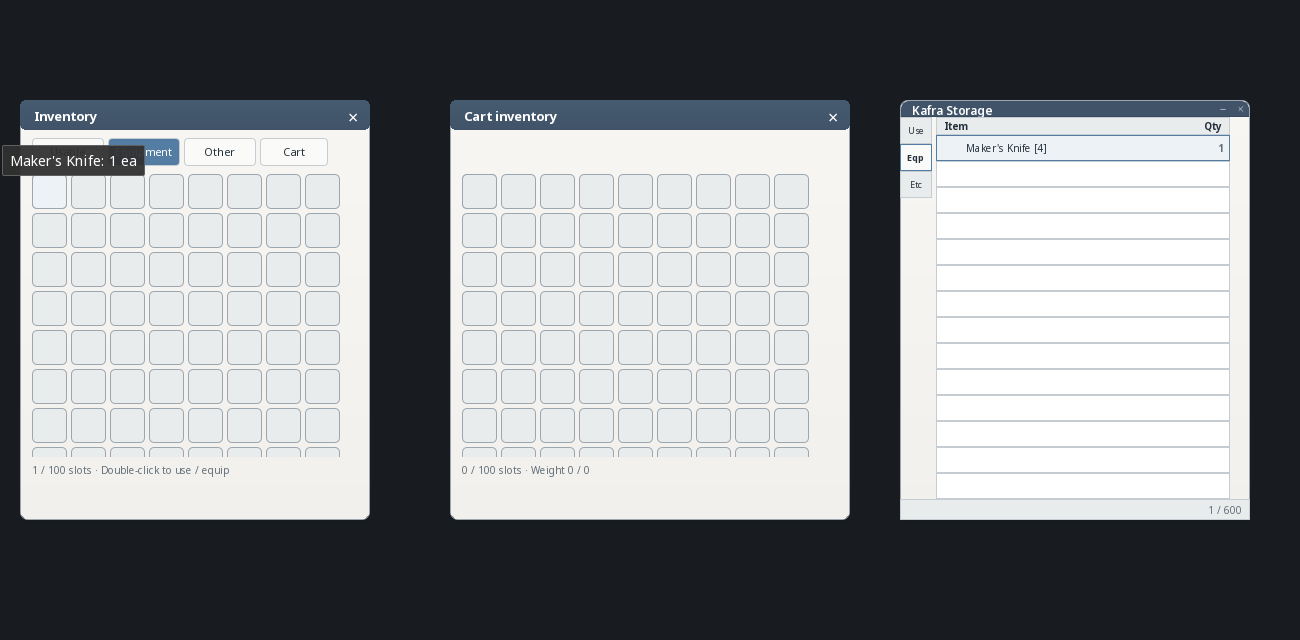 Inventory
×
Maker's Knife: 1 ea
ment
Other
Cart
1 / 100 slots · Double-click to use / equip
Cart inventory
×
0 / 100 slots · Weight 0 / 0
Kafra Storage
– ×
Use
Eqp
Etc
Item Qty
Maker's Knife [4] 1
1 / 600